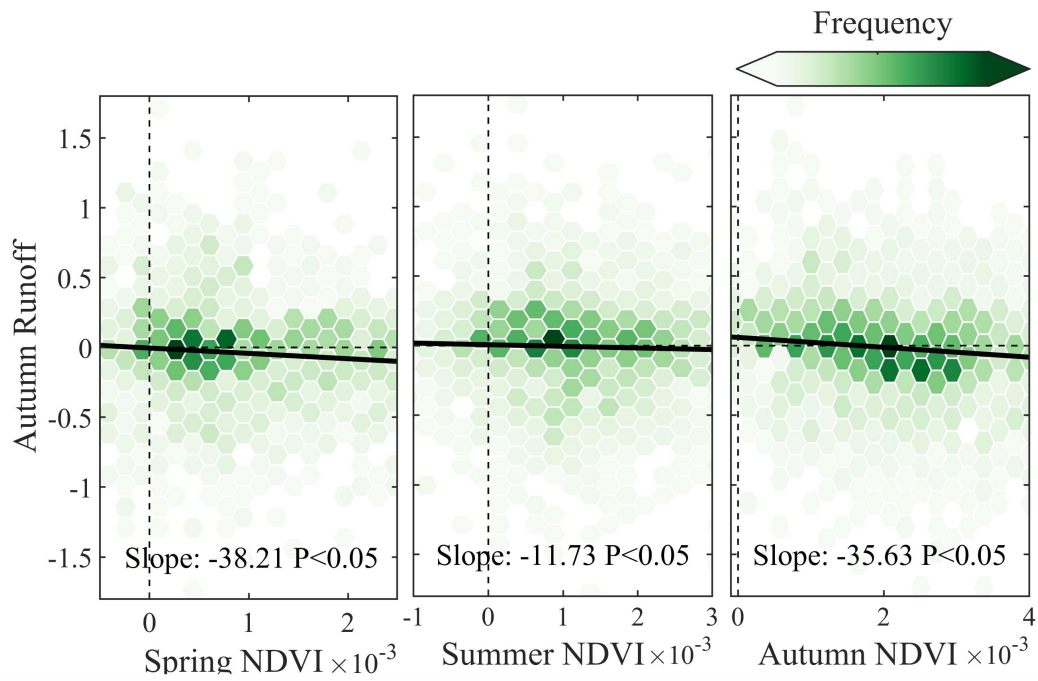 Frequency
Autumn Runoff
1.5
1
0.5
0
-0.5
-1
-1.5
Slope: -38.21 P<0.05
Slope: -11.73 P<0.05
Slope: -35.63 P<0.05
0 1 2
-1 0 1 2 3
0 2 4
Spring NDVI ×10⁻³
Summer NDVI ×10⁻³
Autumn NDVI ×10⁻³